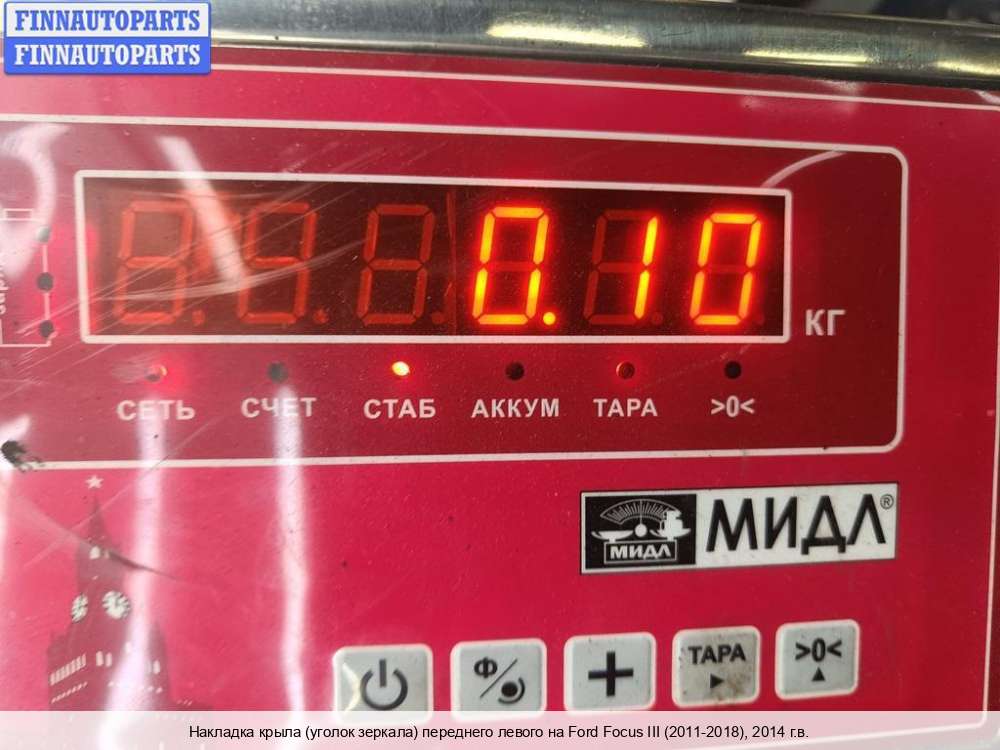 FINNAUTOPARTS
FINNAUTOPARTS
0.10
КГ
СЕТЬ СЧЕТ СТАБ АККУМ ТАРА >0<
МИДЛ МИДЛ®
Ф ТАРА >0<
Накладка крыла (уголок зеркала) переднего левого на Ford Focus III (2011-2018), 2014 г.в.